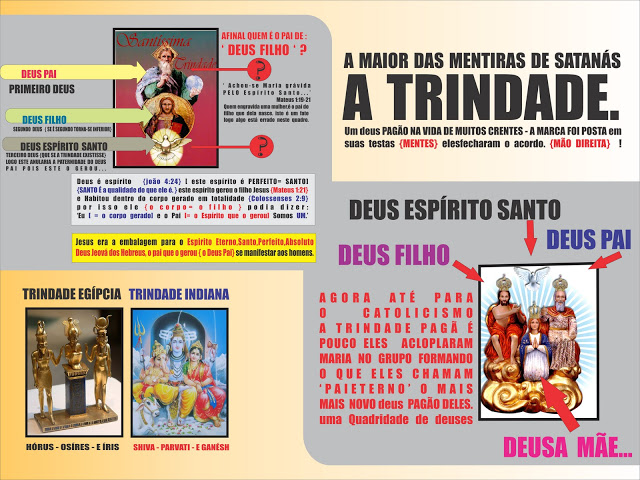 AFINAL QUEM É O PAI DE :
' DEUS FILHO ' ?
Santíssima
Trindade
DEUS PAI
PRIMEIRO DEUS
?
DEUS FILHO
SEGUNDO DEUS ( SE É SEGUNDO TORNA-SE INFERIOR)
DEUS ESPÍRITO SANTO
TERCEIRO DEUS (QUE SE A TRINDADE EXISTISSE)
LOGO ESTE ANULARIA A PATERNIDADE DO DEUS
PAI POIS ESTE O GEROU...
?
' Achou-se Maria grávida
PELO Espírito Santo...'
Mateus 1:19-21
Quem engravida uma mulher,é o pai do
filho que dela nasce. Isto é um fato
logo algo está errado neste quadro.
Deus é espírito {joão 4:24} [ este espírito é PERFEITO= SANTO]
{SANTO É a qualidade do que ele é. } este espírito gerou o filho Jesus {Mateus 1:21}
e Habitou dentro do corpo gerado em totalidade {Colossenses 2:9}
por isso ele { o corpo= o filho } podia dizer:
'Eu [ = o corpo gerado] e o Pai [= o Espírito que o gerou] Somos UM.'
Jesus era a embalagem para o Espírito Eterno,Santo,Perfeito,Absoluto
Deus Jeová dos Hebreus, o pai que o gerou { o Deus Pai} se manifestar aos homens.
A MAIOR DAS MENTIRAS DE SATANÁS
A TRINDADE.
Um deus PAGÃO NA VIDA DE MUITOS CRENTES - A MARCA FOI POSTA em
suas testas {MENTES} elesfecharam o acordo. {MÃO DIREITA} !
DEUS ESPÍRITO SANTO
DEUS PAI
DEUS FILHO
AGORA ATÉ PARA
O CATOLICISMO
A TRINDADE PAGÃ É
POUCO ELES ACLOPLARAM
MARIA NO GRUPO FORMANDO
O QUE ELES CHAMAM
'PAIETERNO' O MAIS
MAIS NOVO deus PAGÃO DELES.
uma Quadridade de deuses
DEUSA MÃE...
TRINDADE EGÍPCIA
TRINDADE INDIANA
HÓRUS - OSÍRES - E ÍRIS
SHIVA - PARVATI - E GANÉSH